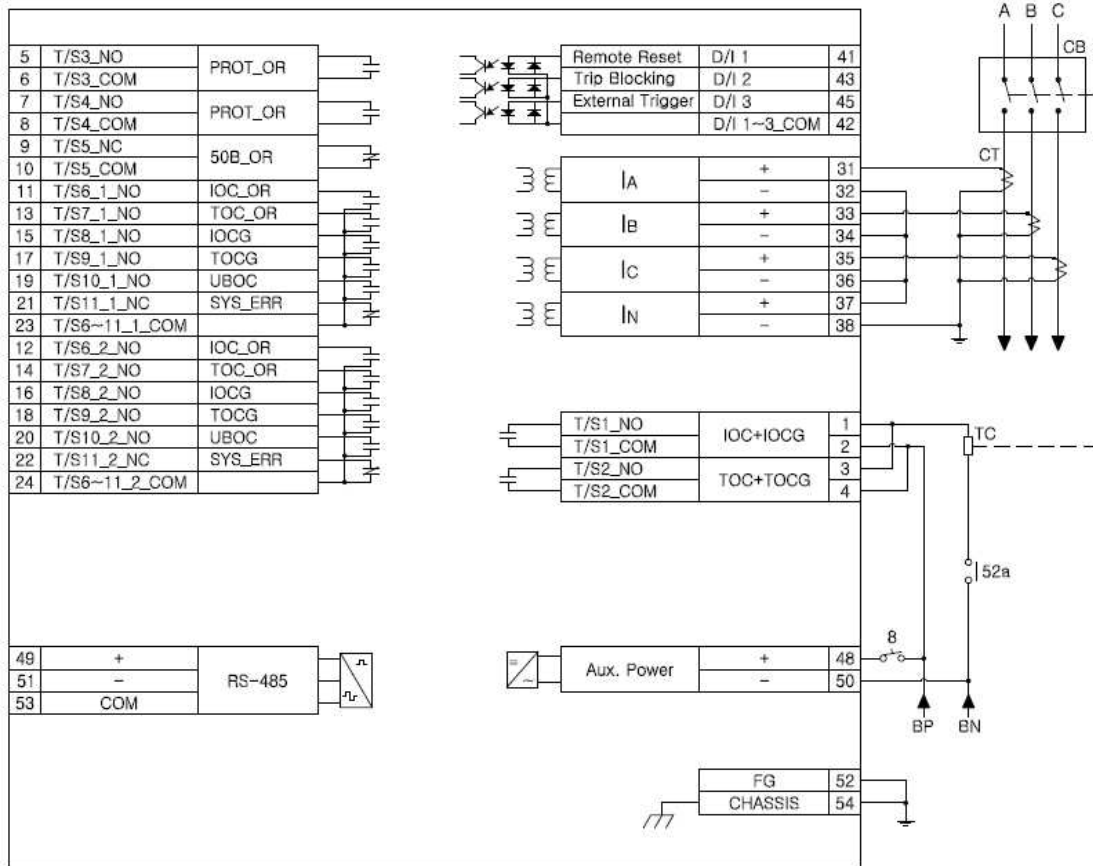 A B C
CB
5 T/S3_NO PROT_OR
6 T/S3_COM
7 T/S4_NO PROT_OR
8 T/S4_COM
9 T/S5_NC 50B_OR
10 T/S5_COM
11 T/S6_1_NO IOC_OR
13 T/S7_1_NO TOC_OR
15 T/S8_1_NO IOCG
17 T/S9_1_NO TOCG
19 T/S10_1_NO UBOC
21 T/S11_1_NC SYS_ERR
23 T/S6~11_1_COM
12 T/S6_2_NO IOC_OR
14 T/S7_2_NO TOC_OR
16 T/S8_2_NO IOCG
18 T/S9_2_NO TOCG
20 T/S10_2_NO UBOC
22 T/S11_2_NC SYS_ERR
24 T/S6~11_2_COM
49 + RS-485
51 −
53 COM
Remote Reset D/I 1 41
Trip Blocking D/I 2 43
External Trigger D/I 3 45
D/I 1~3_COM 42
CT
IA + 31
− 32
IB + 33
− 34
IC + 35
− 36
IN + 37
− 38
T/S1_NO IOC+IOCG 1
T/S1_COM 2
T/S2_NO TOC+TOCG 3
T/S2_COM 4
TC
52a
8
= ~
Aux. Power + 48
− 50
BP BN
FG 52
CHASSIS 54